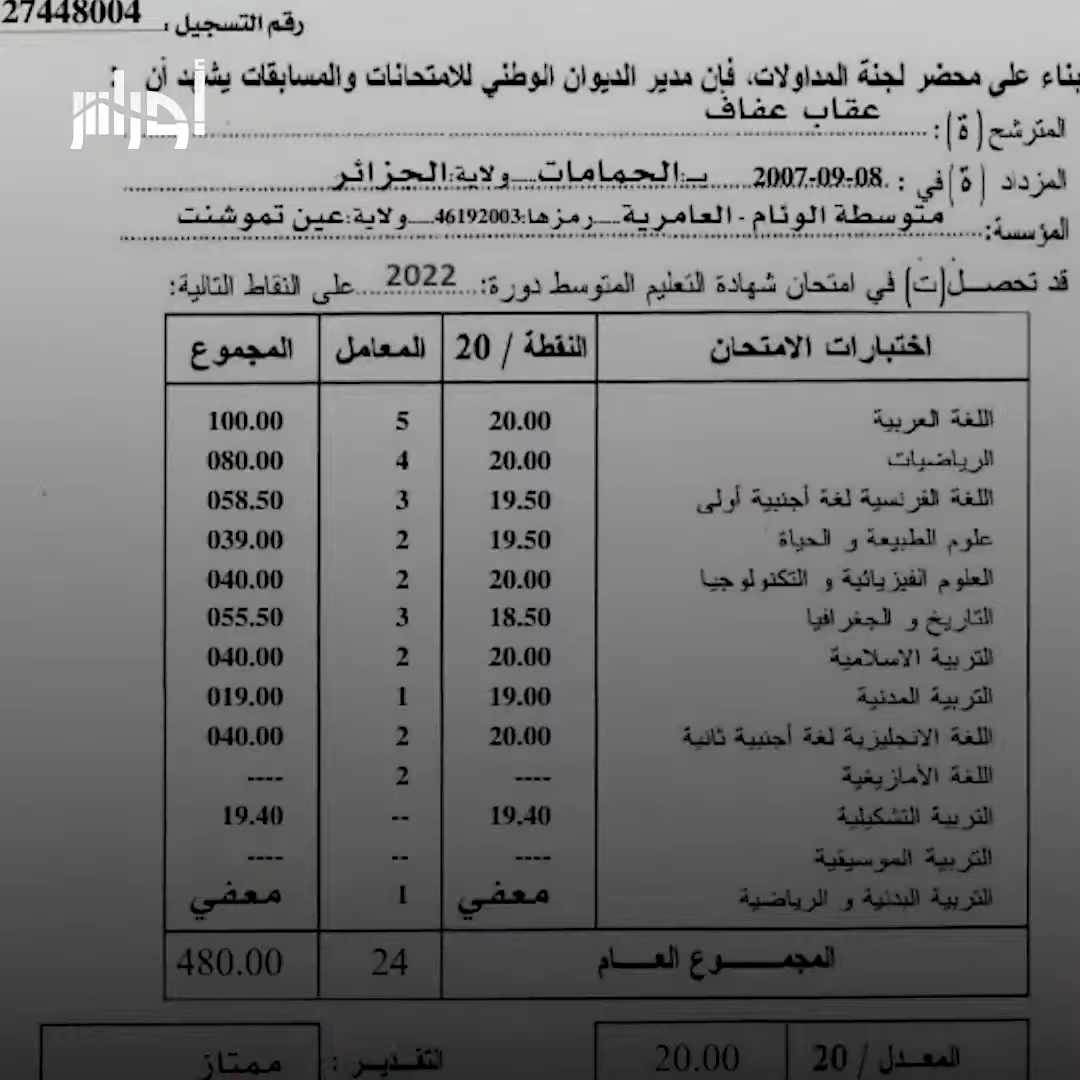 27448004 رقم التسجيل :
بناء على محضر لجنة المداولات، فإن مدير الديوان الوطني للامتحانات والمسابقات يشهد أن :
أجراس
المترشح (ة): عقاب عفاف
المزداد (ة) في : 2007-09-08 بـ:الحمامات ولاية:الجزائر
المؤسسة: متوسطة الوئام - العامرية رمزها:46192003 ولاية:عين تموشنت
قد تحصـل(ت) في امتحان شهادة التعليم المتوسط دورة: 2022 على النقاط التالية:
اختبارات الامتحان النقطة / 20 المعامل المجموع
اللغة العربية 20.00 5 100.00
الرياضيات 20.00 4 080.00
اللغة الفرنسية لغة أجنبية أولى 19.50 3 058.50
علوم الطبيعة و الحياة 19.50 2 039.00
العلوم الفيزيائية و التكنولوجيا 20.00 2 040.00
التاريخ و الجغرافيا 18.50 3 055.50
التربية الاسلامية 20.00 2 040.00
التربية المدنية 19.00 1 019.00
اللغة الانجليزية لغة أجنبية ثانية 20.00 2 040.00
اللغة الأمازيغية ---- 2 ----
التربية التشكيلية 19.40 -- 19.40
التربية الموسيقية ---- -- ----
التربية البدنية و الرياضية معفي 1 معفي
المجمـــوع العـــام 24 480.00
المعدل / 20 20.00 التقديـر : ممتاز